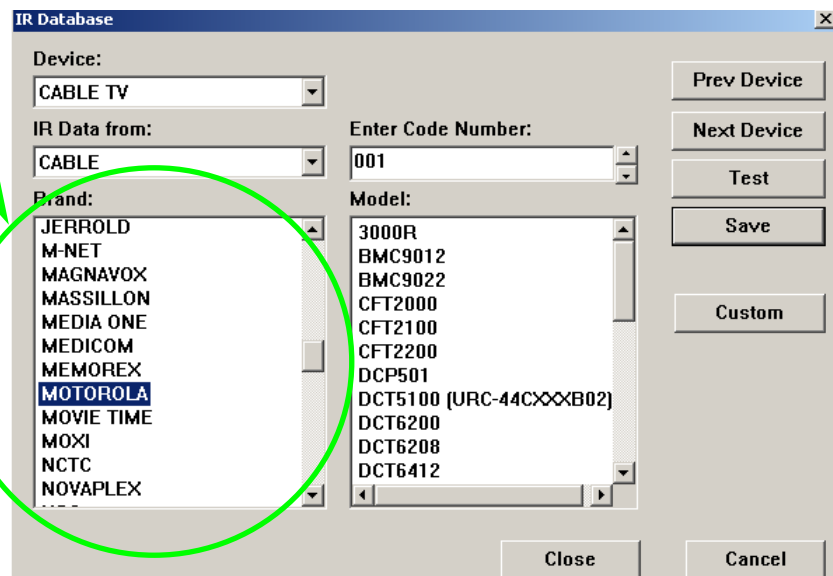 IR Database
Device:
CABLE TV
IR Data from:
CABLE
Brand:
JERROLD
M-NET
MAGNAVOX
MASSILLON
MEDIA ONE
MEDICOM
MEMOREX
MOTOROLA
MOVIE TIME
MOXI
NCTC
NOVAPLEX
Enter Code Number:
001
Model:
3000R
BMC9012
BMC9022
CFT2000
CFT2100
CFT2200
DCP501
DCT5100 (URC-44CXXXB02)
DCT6200
DCT6208
DCT6412
Prev Device
Next Device
Test
Save
Custom
Close
Cancel